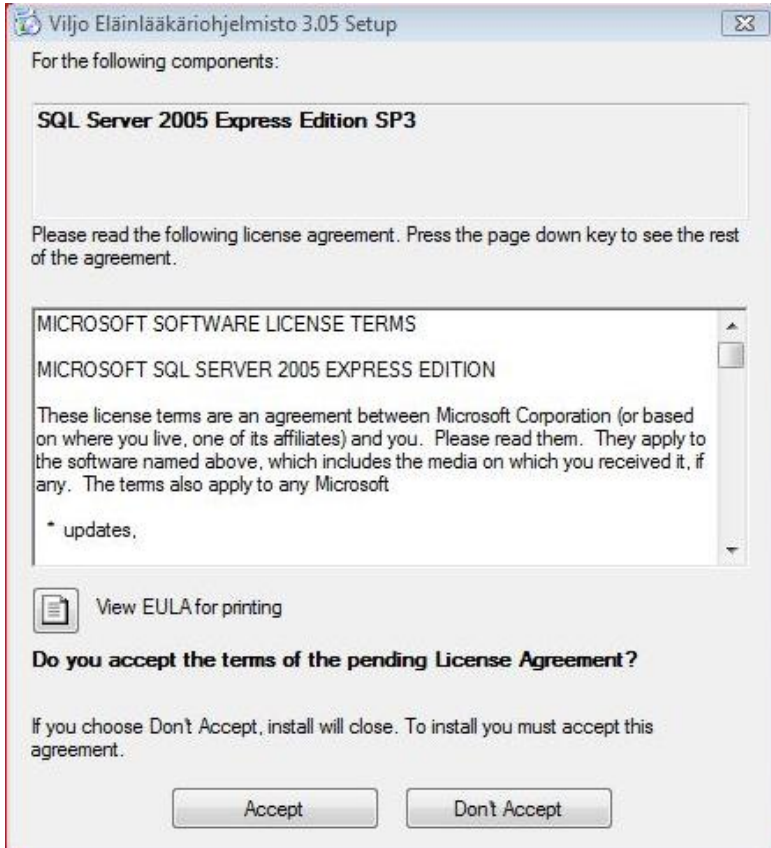 Viljo Eläinlääkäriohjelmisto 3.05 Setup
For the following components:
SQL Server 2005 Express Edition SP3
Please read the following license agreement. Press the page down key to see the rest
of the agreement.
MICROSOFT SOFTWARE LICENSE TERMS
MICROSOFT SQL SERVER 2005 EXPRESS EDITION
These license terms are an agreement between Microsoft Corporation (or based
on where you live, one of its affiliates) and you.  Please read them.  They apply to
the software named above, which includes the media on which you received it, if
any.  The terms also apply to any Microsoft
* updates,
View EULA for printing
Do you accept the terms of the pending License Agreement?
If you choose Don't Accept, install will close. To install you must accept this
agreement.
Accept
Don't Accept